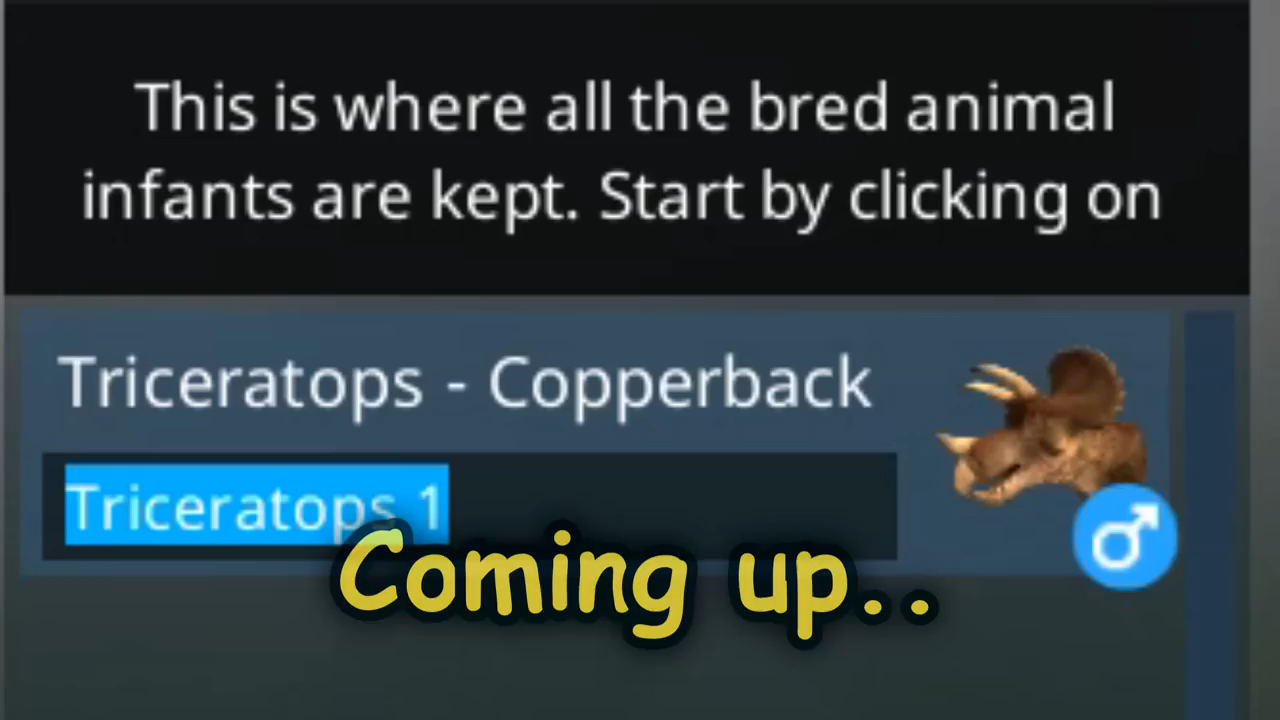 This is where all the bred animal
infants are kept. Start by clicking on
Triceratops - Copperback
Triceratops 1
Coming up..